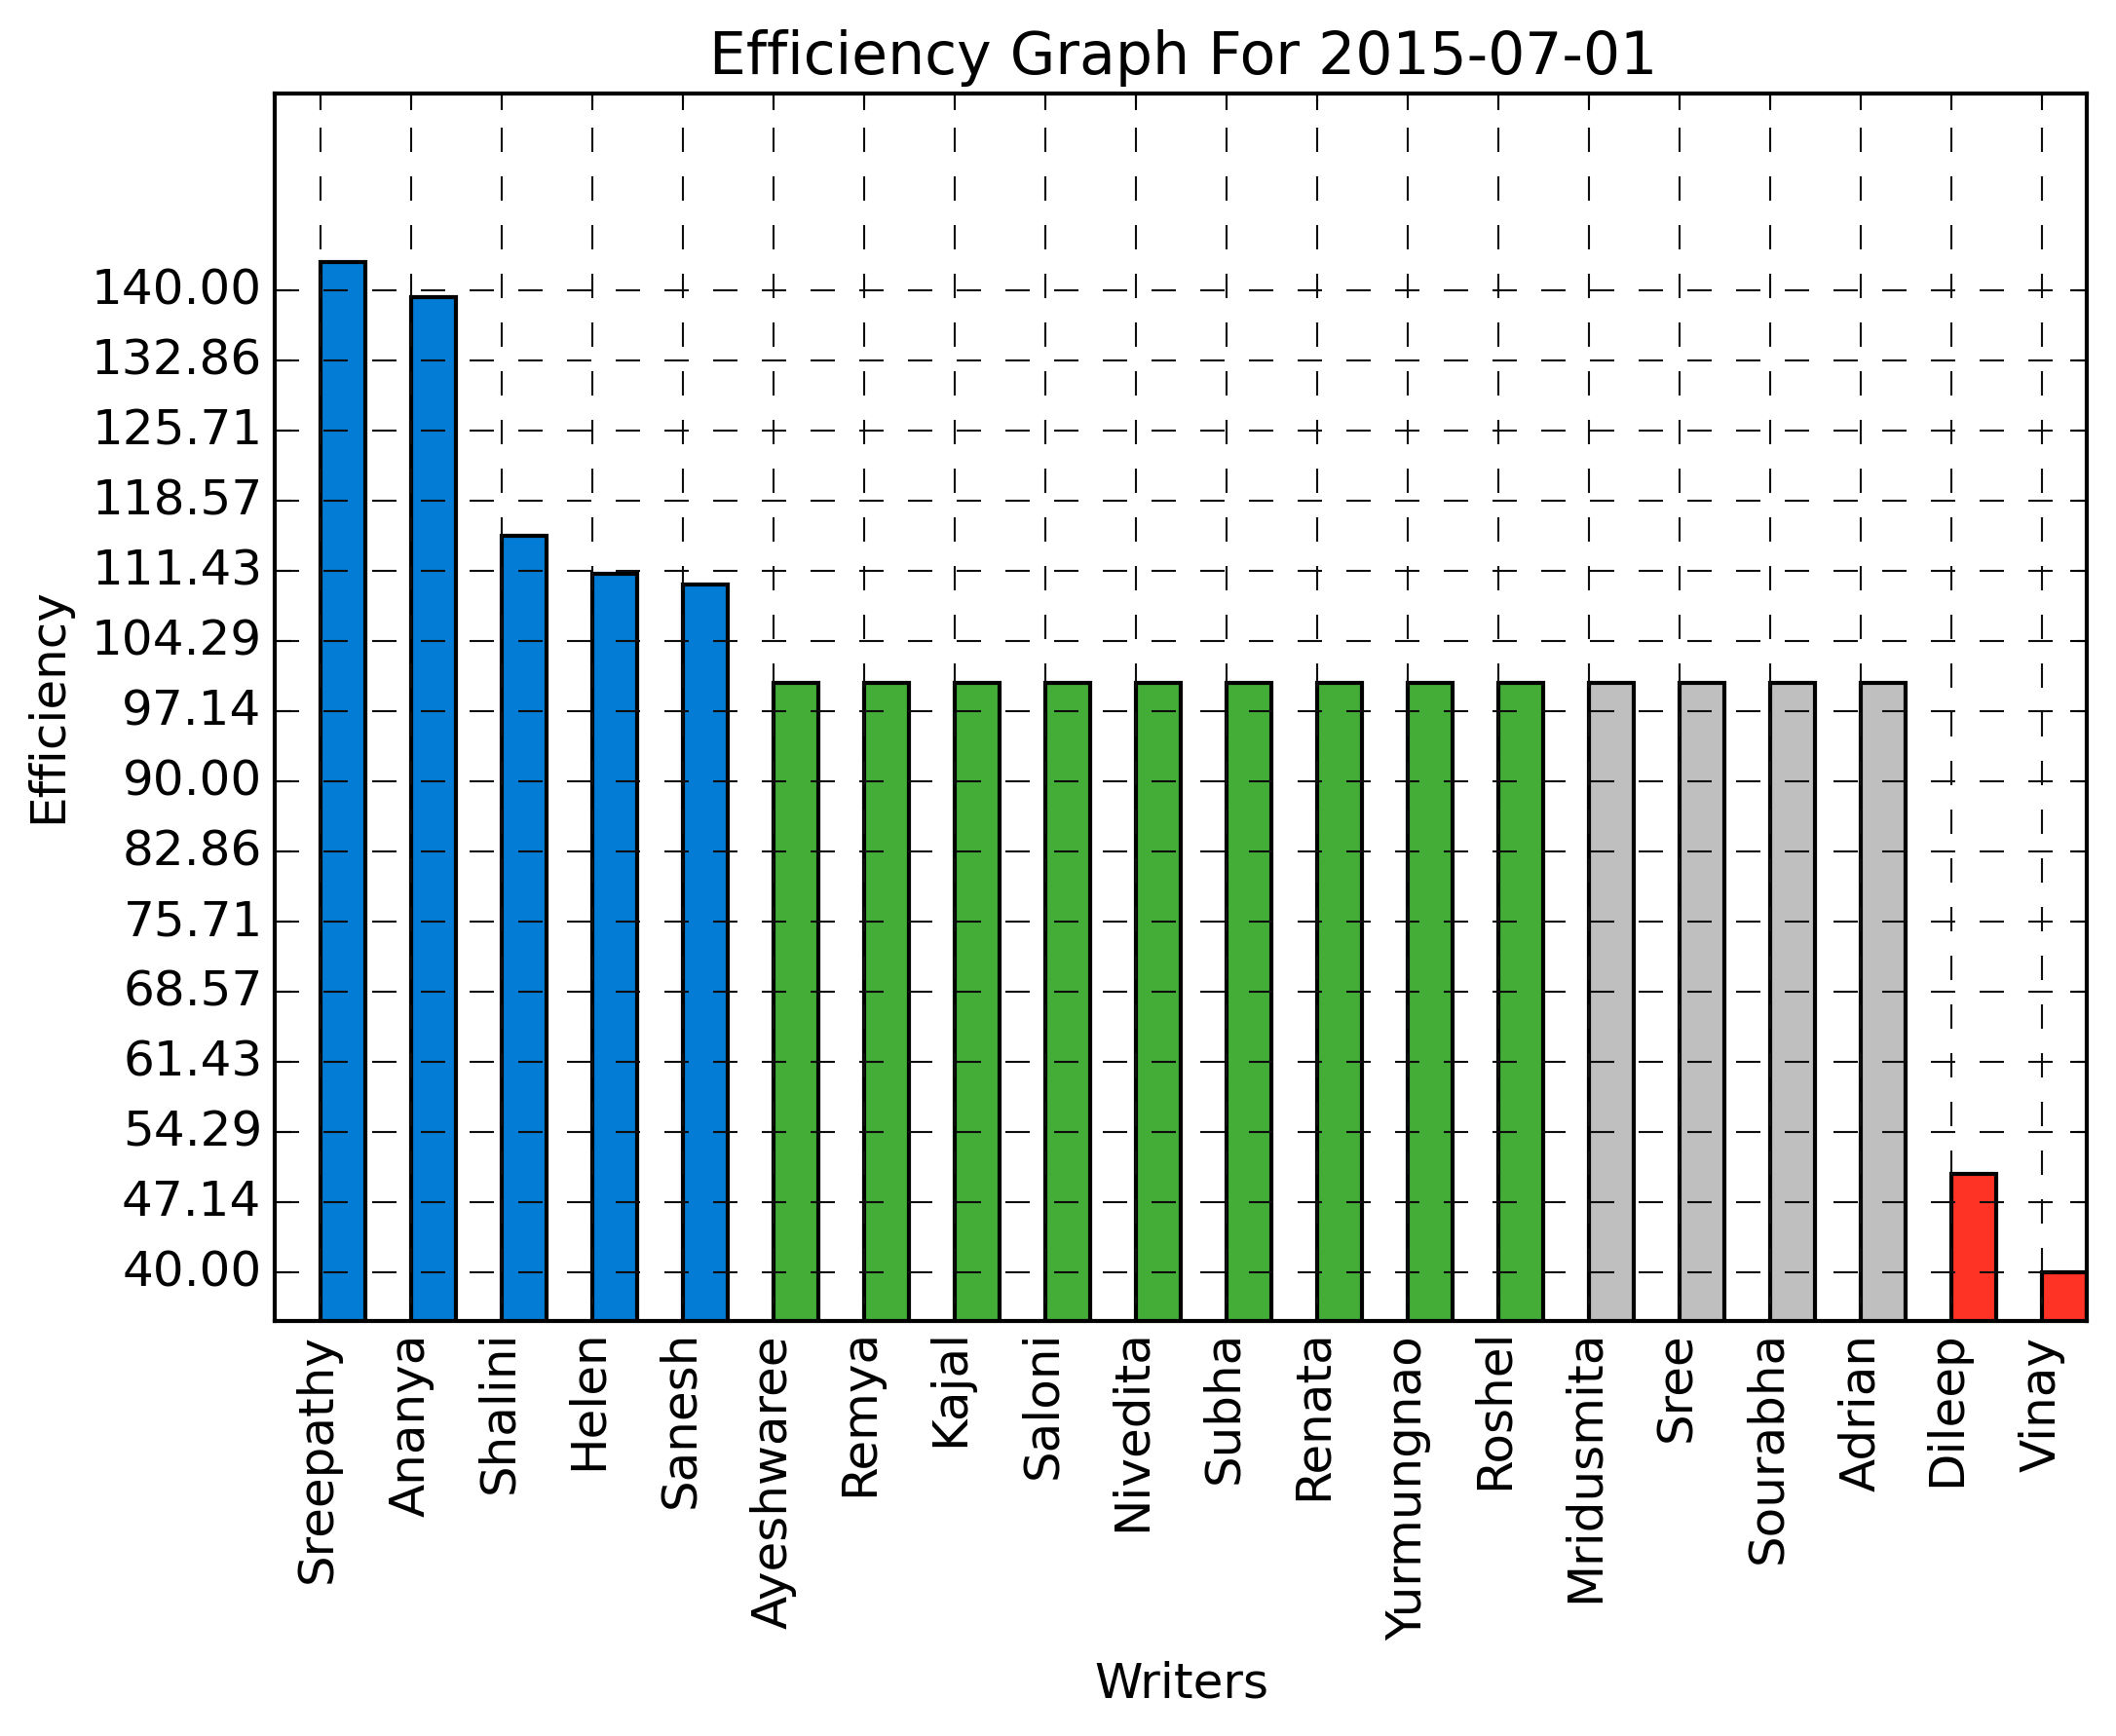 Efficiency Graph For 2015-07-01
Efficiency
140.00
132.86
125.71
118.57
111.43
104.29
97.14
90.00
82.86
75.71
68.57
61.43
54.29
47.14
40.00
Sreepathy
Ananya
Shalini
Helen
Sanesh
Ayeshwaree
Remya
Kajal
Saloni
Nivedita
Subha
Renata
Yurmungnao
Roshel
Mridusmita
Sree
Sourabha
Adrian
Dileep
Vinay
Writers